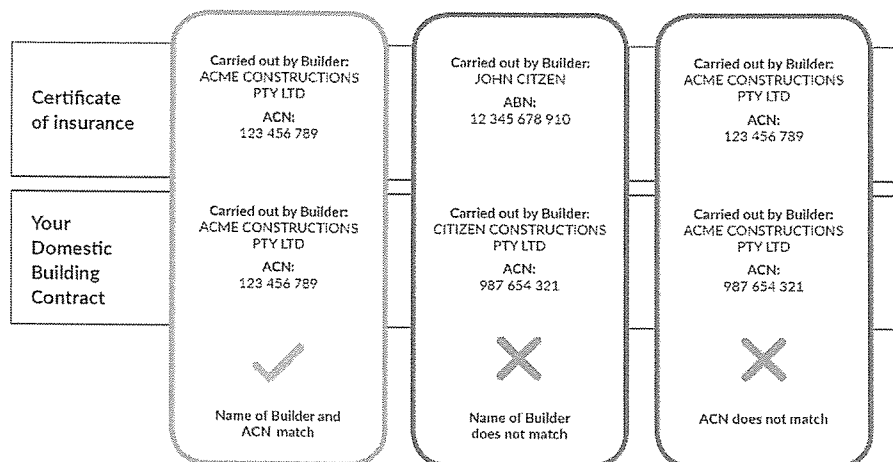 Certificate
of insurance
Carried out by Builder:
ACME CONSTRUCTIONS
PTY LTD
ACN:
123 456 789
Carried out by Builder:
JOHN CITZEN
ABN:
12 345 678 910
Carried out by Builder:
ACME CONSTRUCTIONS
PTY LTD
ACN:
123 456 789
Your
Domestic
Building
Contract
Carried out by Builder:
ACME CONSTRUCTIONS
PTY LTD
ACN:
123 456 789
Carried out by Builder:
CITIZEN CONSTRUCTIONS
PTY LTD
ACN:
987 654 321
Carried out by Builder:
ACME CONSTRUCTIONS
PTY LTD
ACN:
987 654 321
Name of Builder and
ACN match
Name of Builder
does not match
ACN does not match